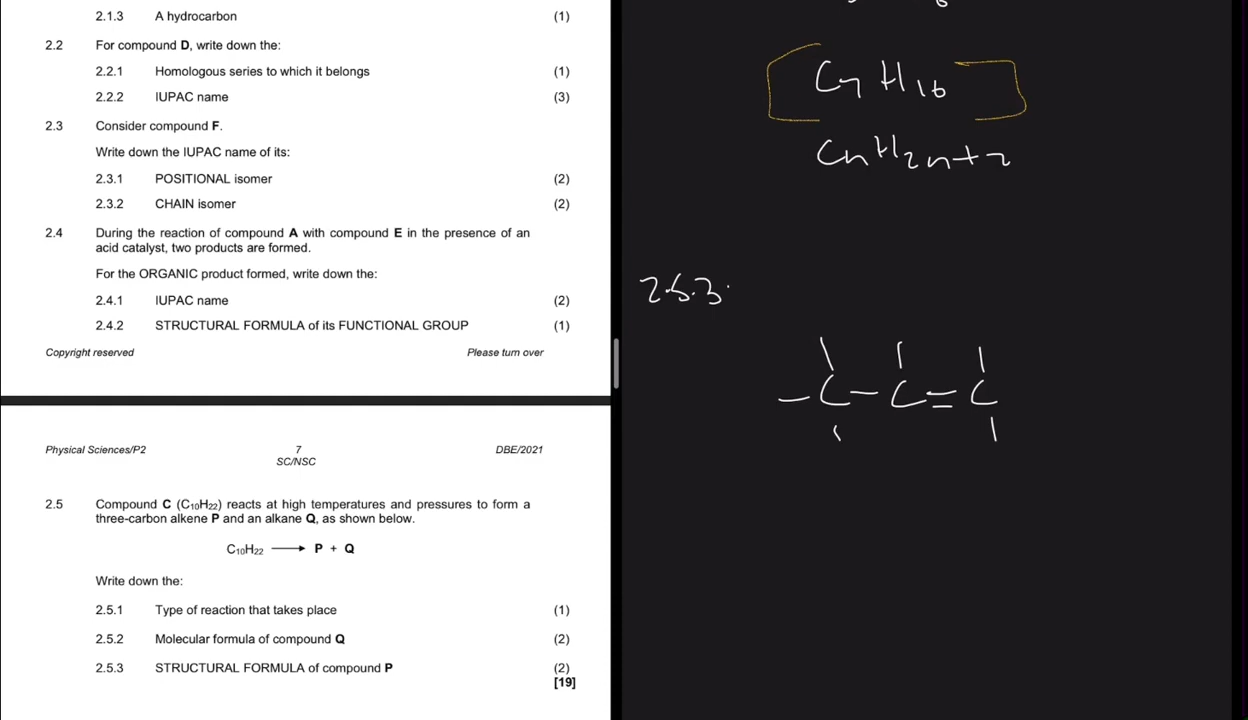 2.1.3 A hydrocarbon (1)
2.2 For compound D, write down the:
2.2.1 Homologous series to which it belongs (1)
2.2.2 IUPAC name (3)
2.3 Consider compound F.
Write down the IUPAC name of its:
2.3.1 POSITIONAL isomer (2)
2.3.2 CHAIN isomer (2)
2.4 During the reaction of compound A with compound E in the presence of an
acid catalyst, two products are formed.
For the ORGANIC product formed, write down the:
2.4.1 IUPAC name (2)
2.4.2 STRUCTURAL FORMULA of its FUNCTIONAL GROUP (1)
Copyright reserved Please turn over
Physical Sciences/P2 7 DBE/2021
SC/NSC
2.5 Compound C (C₁₀H₂₂) reacts at high temperatures and pressures to form a
three-carbon alkene P and an alkane Q, as shown below.
C₁₀H₂₂ → P + Q
Write down the:
2.5.1 Type of reaction that takes place (1)
2.5.2 Molecular formula of compound Q (2)
2.5.3 STRUCTURAL FORMULA of compound P (2)
[19]
C₇H₁₆
CnH₂n+2
2.5.3.
C C C